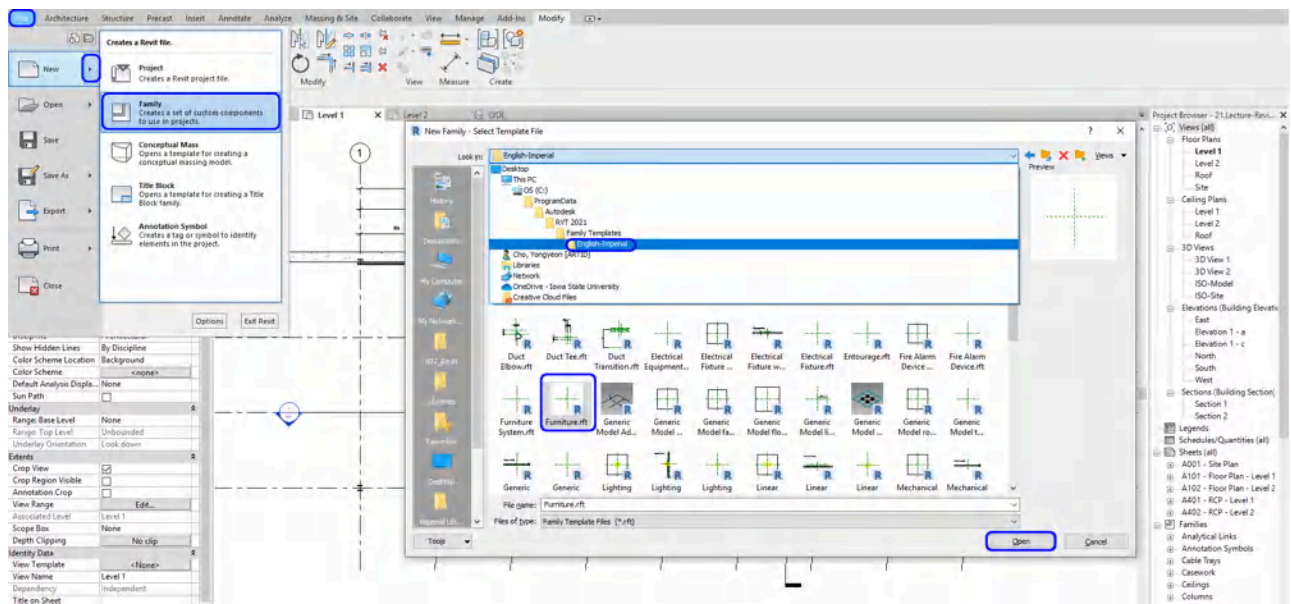 Architecture Structure Precast Insert Annotate Analyze Massing & Site Collaborate View Manage Add-Ins Modify
Creates a Revit file.
New
Project
Creates a Revit project file.
Open
Family
Creates a set of custom components
to use in projects.
Save
Conceptual Mass
Opens a template for creating a
conceptual massing model.
Save As
Title Block
Opens a template for creating a Title
Block family.
Export
Annotation Symbol
Creates a tag or symbol to identify
elements in the project.
Print
Close
Options
Exit Revit
Modify
View
Measure
Create
Level 1
Level 2
1
New Family - Select Template File
Look in:
English-Imperial
Views
Preview
Desktop
This PC
OS (C:)
ProgramData
Autodesk
RVT 2021
Family Templates
English-Imperial
Cho, Yongyeon [ARTID]
Libraries
Network
OneDrive - Iowa State University
Creative Cloud Files
History
My Computer
My Network...
Desktop
Duct
Elbow.rft
Duct Tee.rft
Duct
Transition.rft
Electrical
Equipment...
Electrical
Fixture ...
Electrical
Fixture w...
Electrical
Fixture.rft
Entourage.rft
Fire Alarm
Device ...
Fire Alarm
Device.rft
Furniture
System.rft
Furniture.rft
Generic
Model Ad...
Generic
Model ...
Generic
Model fa...
Generic
Model flo...
Generic
Model li...
Generic
Model ...
Generic
Model ro...
Generic
Model t...
Generic
Generic
Lighting
Lighting
Lighting
Linear
Linear
Linear
Mechanical
Mechanical
File name:
Furniture.rft
Files of type:
Family Template Files (*.rft)
Tools
Open
Cancel
Show Hidden Lines By Discipline
Color Scheme Location Background
Color Scheme <none>
Default Analysis Displa... None
Sun Path
Underlay
Range: Base Level None
Range: Top Level Unbounded
Underlay Orientation Look down
Extents
Crop View
Crop Region Visible
Annotation Crop
View Range Edit...
Associated Level Level 1
Scope Box None
Depth Clipping No clip
Identity Data
View Template <None>
View Name Level 1
Dependency Independent
Title on Sheet
Project Browser - 21.Lecture-Revi...
Views (all)
Floor Plans
Level 1
Level 2
Roof
Site
Ceiling Plans
Level 1
Level 2
Roof
3D Views
3D View 1
3D View 2
ISO-Model
ISO-Site
Elevations (Building Elevatio
East
Elevation 1 - a
Elevation 1 - c
North
South
West
Sections (Building Section)
Section 1
Section 2
Legends
Schedules/Quantities (all)
Sheets (all)
A001 - Site Plan
A101 - Floor Plan - Level 1
A102 - Floor Plan - Level 2
A401 - RCP - Level 1
A402 - RCP - Level 2
Families
Analytical Links
Annotation Symbols
Cable Trays
Casework
Ceilings
Columns